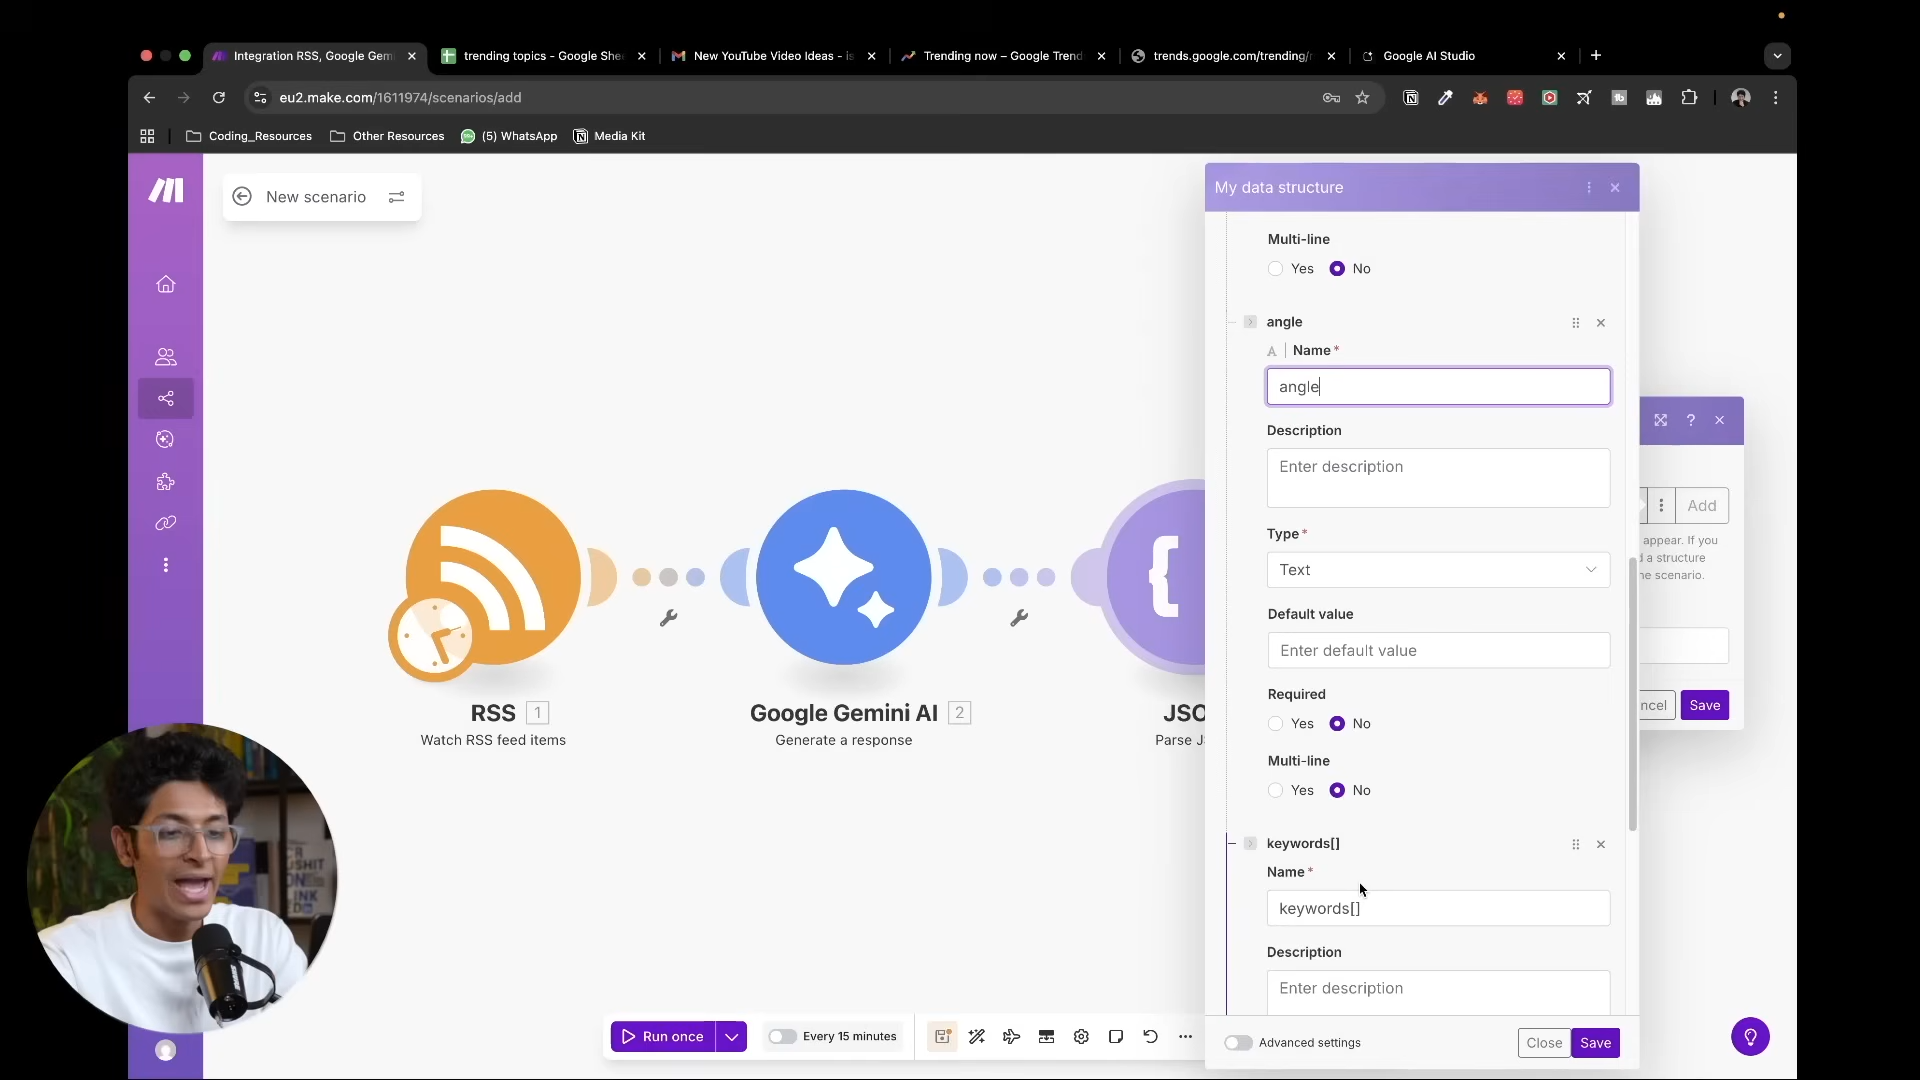 Integration RSS, Google Gem
trending topics - Google She
New YouTube Video Ideas - is
Trending now – Google Trend
trends.google.com/trending/r
Google AI Studio
eu2.make.com/1611974/scenarios/add
Coding_Resources
Other Resources
(5) WhatsApp
Media Kit
New scenario
My data structure
Multi-line
Yes
No
angle
A
Name *
angle
Description
Enter description
Type *
Text
Default value
Enter default value
Required
Yes
No
Multi-line
Yes
No
keywords[]
Name *
keywords[]
Description
Enter description
Advanced settings
Close
Save
Add
appear. If you
d a structure
ne scenario.
ncel
Save
RSS 1
Watch RSS feed items
Google Gemini AI 2
Generate a response
JSO
Parse JS
Run once
Every 15 minutes